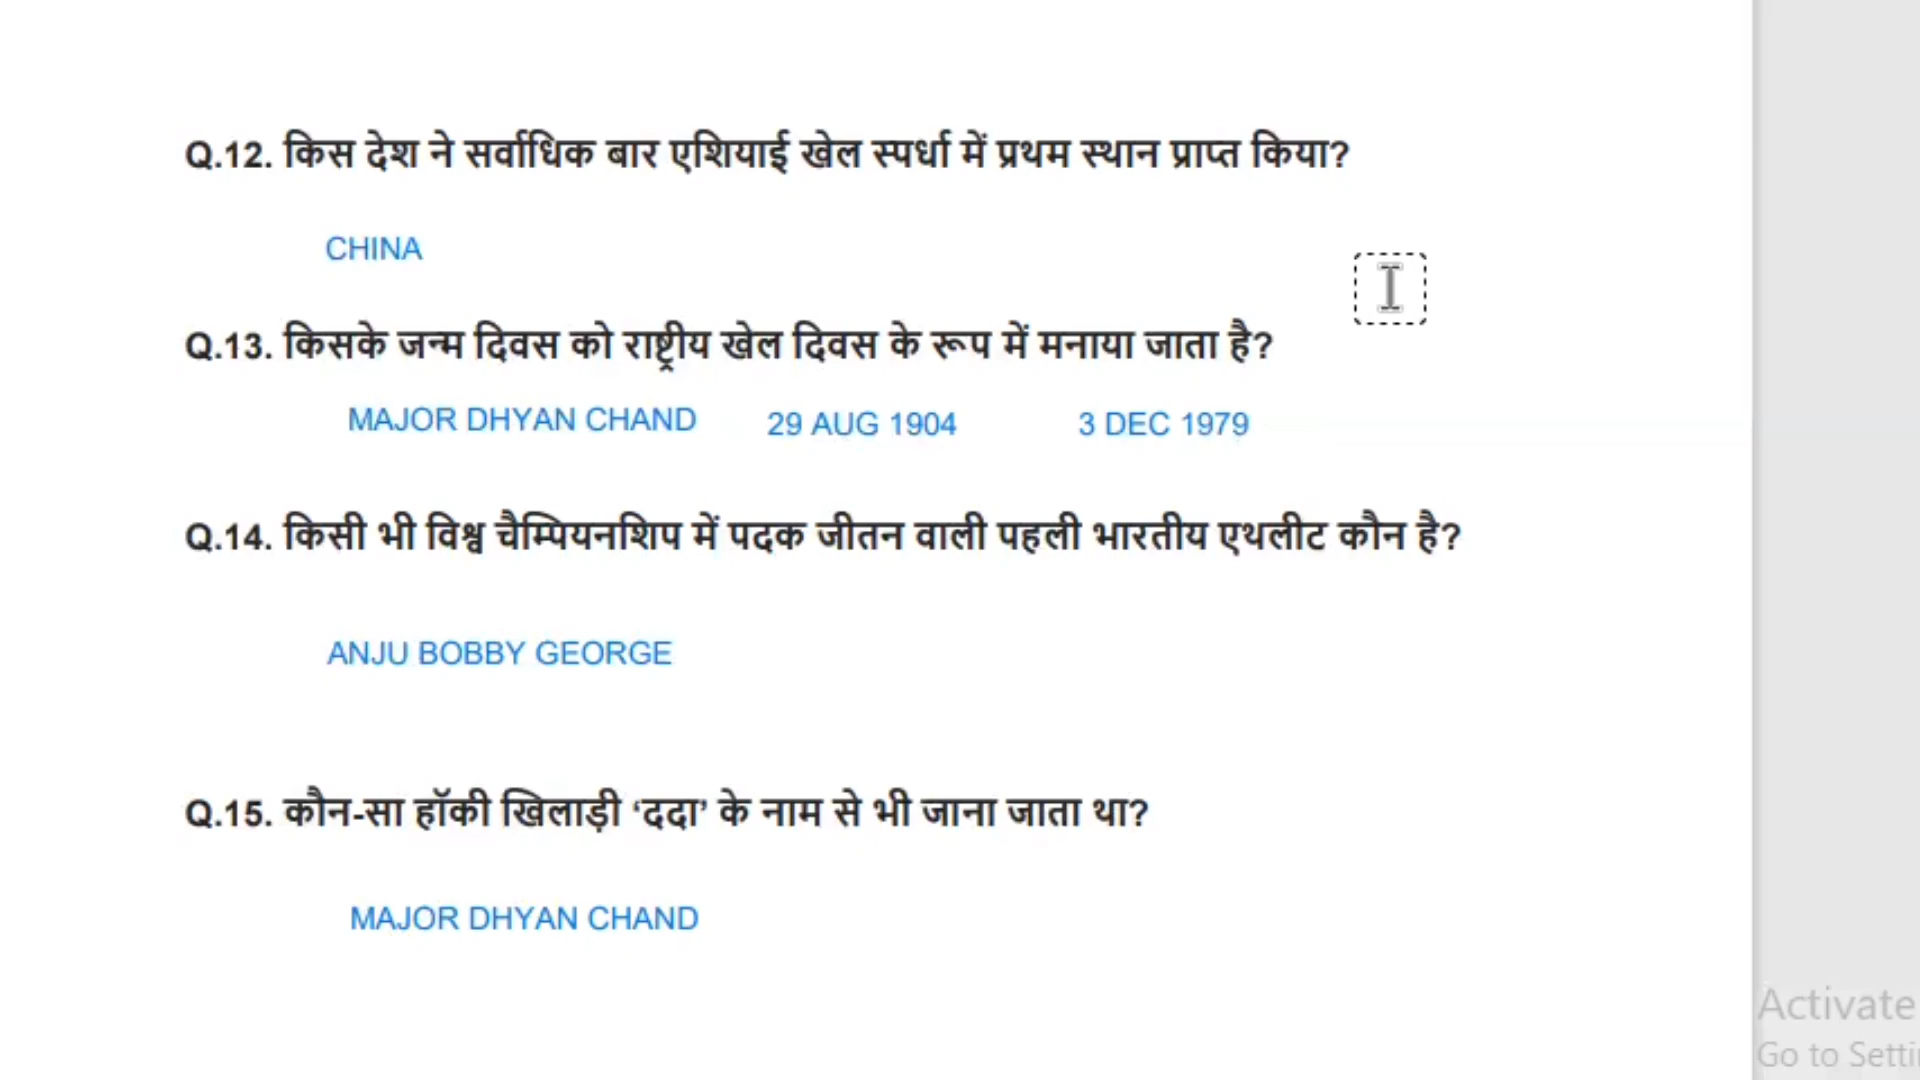 Q.12. किस देश ने सर्वाधिक बार एशियाई खेल स्पर्धा में प्रथम स्थान प्राप्त किया?
CHINA
Q.13. किसके जन्म दिवस को राष्ट्रीय खेल दिवस के रूप में मनाया जाता है?
MAJOR DHYAN CHAND 29 AUG 1904 3 DEC 1979
Q.14. किसी भी विश्व चैम्पियनशिप में पदक जीतन वाली पहली भारतीय एथलीट कौन है?
ANJU BOBBY GEORGE
Q.15. कौन-सा हॉकी खिलाड़ी ‘ददा’ के नाम से भी जाना जाता था?
MAJOR DHYAN CHAND
Activate
Go to Setti